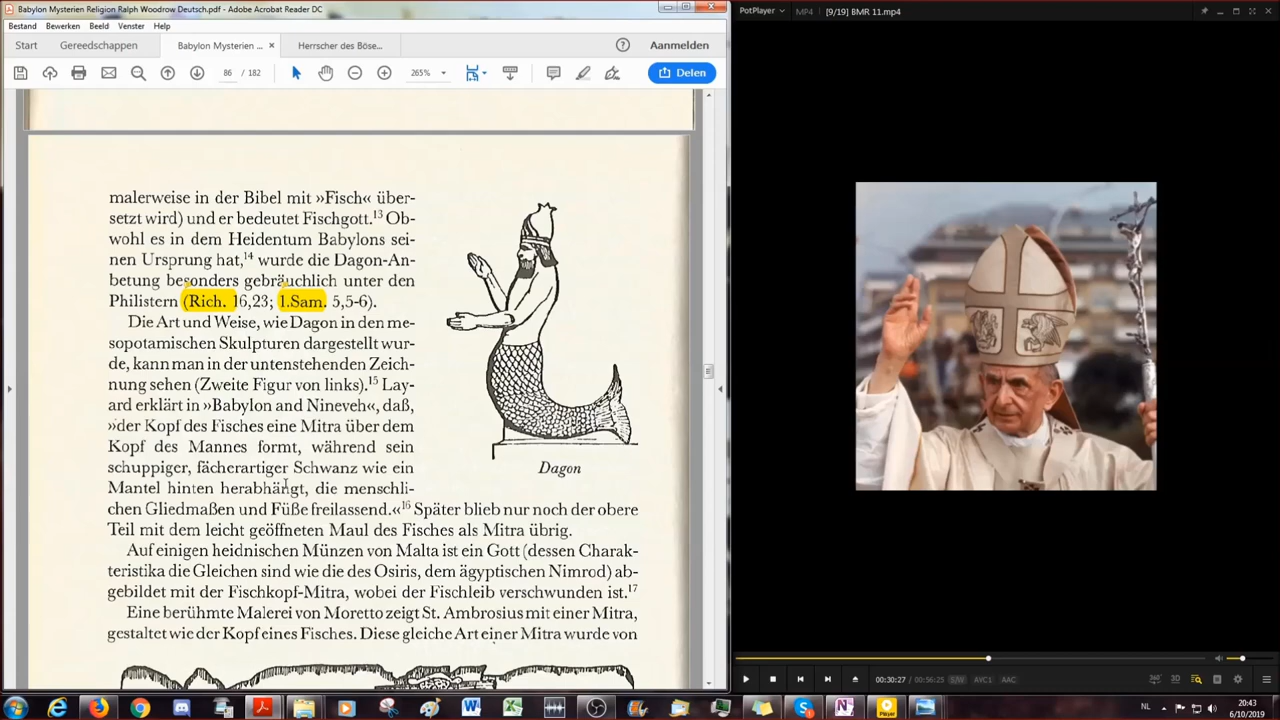 Babylon Mysterien Religion Ralph Woodrow Deutsch.pdf - Adobe Acrobat Reader DC
Bestand Bewerken Beeld Venster Help
Start Gereedschappen Babylon Mysterien ... × Herrscher des Böse... Aanmelden
86 / 182 265% Delen
malerweise in der Bibel mit »Fisch« über-
setzt wird) und er bedeutet Fischgott.13 Ob-
wohl es in dem Heidentum Babylons sei-
nen Ursprung hat,14 wurde die Dagon-An-
betung besonders gebräuchlich unter den
Philistern (Rich. 16,23; 1.Sam. 5,5-6).
Die Art und Weise, wie Dagon in den me-
sopotamischen Skulpturen dargestellt wur-
de, kann man in der untenstehenden Zeich-
nung sehen (Zweite Figur von links).15 Lay-
ard erklärt in »Babylon and Nineveh«, daß,
»der Kopf des Fisches eine Mitra über dem
Kopf des Mannes formt, während sein
schuppiger, fächerartiger Schwanz wie ein
Mantel hinten herabhängt, die menschli-
chen Gliedmaßen und Füße freilassend.«16 Später blieb nur noch der obere
Teil mit dem leicht geöffneten Maul des Fisches als Mitra übrig.
Auf einigen heidnischen Münzen von Malta ist ein Gott (dessen Charak-
teristika die Gleichen sind wie die des Osiris, dem ägyptischen Nimrod) ab-
gebildet mit der Fischkopf-Mitra, wobei der Fischleib verschwunden ist.17
Eine berühmte Malerei von Moretto zeigt St. Ambrosius mit einer Mitra,
gestaltet wie der Kopf eines Fisches. Diese gleiche Art einer Mitra wurde von
Dagon
PotPlayer MP4 [9/19] BMR 11.mp4
00:30:27 / 00:56:25 S/W AVC1 AAC
360° 3D
NL 20:43
6/10/2019